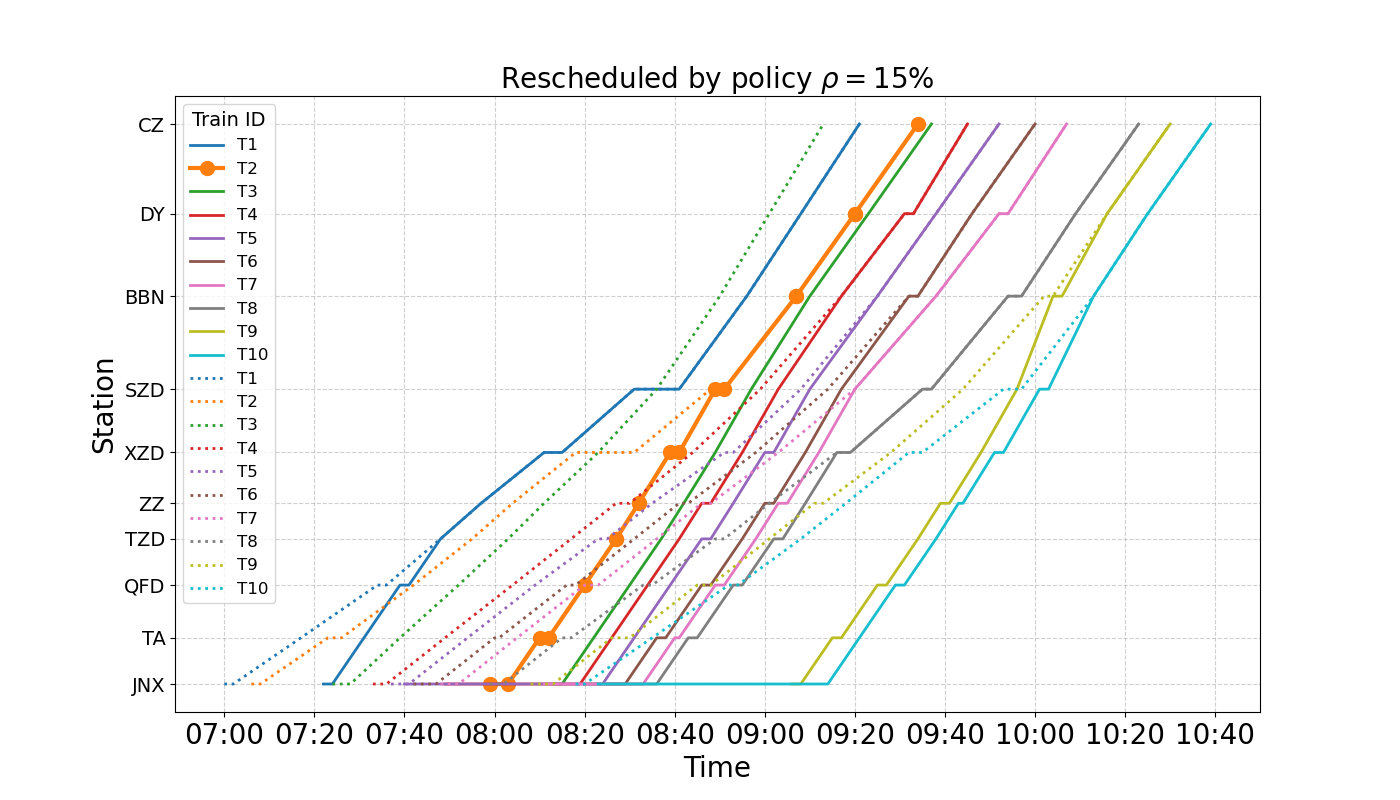 Rescheduled by policy ρ = 15%
Station
CZ
DY
BBN
SZD
XZD
ZZ
TZD
QFD
TA
JNX
Train ID
T1
T2
T3
T4
T5
T6
T7
T8
T9
T10
T1
T2
T3
T4
T5
T6
T7
T8
T9
T10
07:00 07:20 07:40 08:00 08:20 08:40 09:00 09:20 09:40 10:00 10:20 10:40
Time